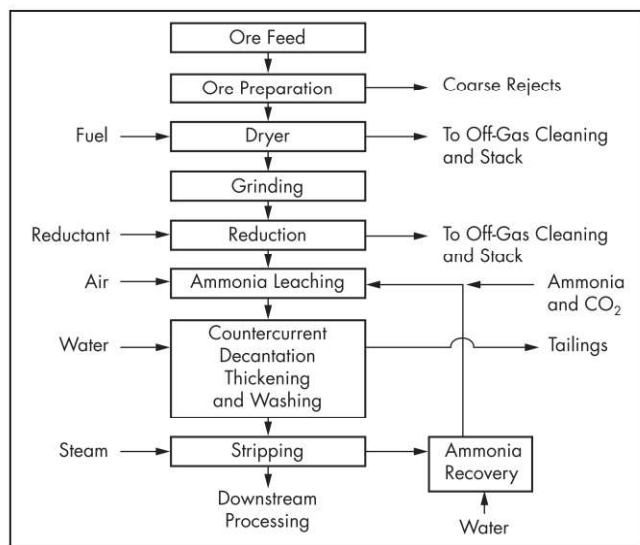 Ore Feed
Ore Preparation
Coarse Rejects
Fuel
Dryer
To Off-Gas Cleaning
and Stack
Grinding
Reductant
Reduction
To Off-Gas Cleaning
and Stack
Air
Ammonia Leaching
Ammonia
and CO₂
Water
Countercurrent
Decantation
Thickening
and Washing
Tailings
Steam
Stripping
Ammonia
Recovery
Downstream
Processing
Water